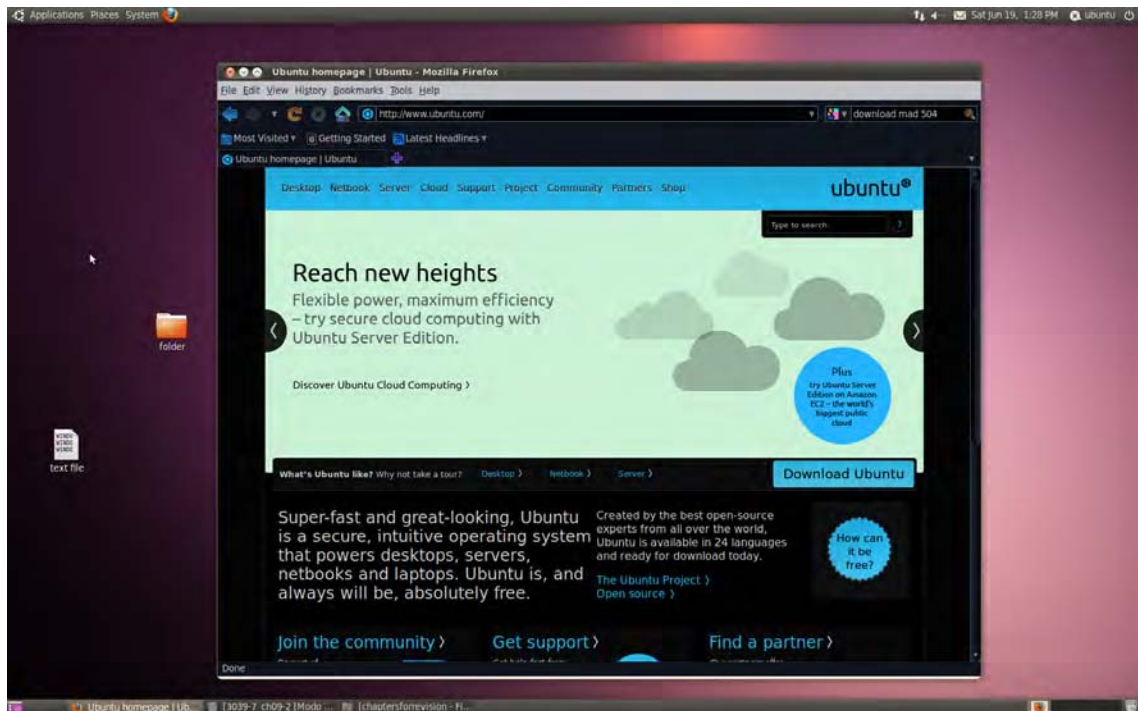 Applications Places System
Sat Jun 19, 1:28 PM ubuntu
Ubuntu homepage | Ubuntu - Mozilla Firefox
File Edit View History Bookmarks Tools Help
http://www.ubuntu.com/
download mad 504
Most Visited Getting Started Latest Headlines
Ubuntu homepage | Ubuntu
Desktop Netbook Server Cloud Support Project Community Partners Shop
ubuntu
Type to search
Reach new heights
Flexible power, maximum efficiency
– try secure cloud computing with
Ubuntu Server Edition.
Discover Ubuntu Cloud Computing
Plus
try Ubuntu Server
Edition on Amazon
EC2 – the world's
biggest public
cloud
folder
text file
What's Ubuntu like? Why not take a tour? Desktop Netbook Server
Download Ubuntu
Super-fast and great-looking, Ubuntu
is a secure, intuitive operating system
that powers desktops, servers,
netbooks and laptops. Ubuntu is, and
always will be, absolutely free.
Created by the best open-source
experts from all over the world,
Ubuntu is available in 24 languages
and ready for download today.
The Ubuntu Project
Open source
How can
it be
free?
Join the community
Get support
Find a partner
Done
Ubuntu homepage | Ub... [3039-7_ch09-2 [Modo ... [chaptersforrevision - Fi...